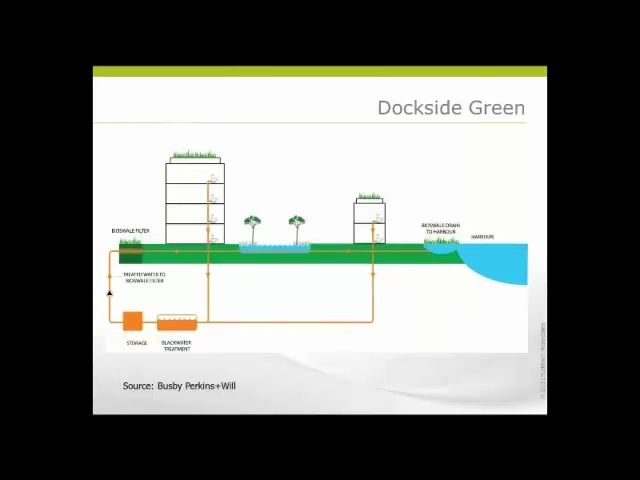 Dockside Green
BIOSWALE FILTER
BIOSWALE DRAIN
TO HARBOUR
HARBOUR
TREATED WATER TO
BIOSWALE FILTER
STORAGE
BLACKWATER
TREATMENT
Source: Busby Perkins+Will